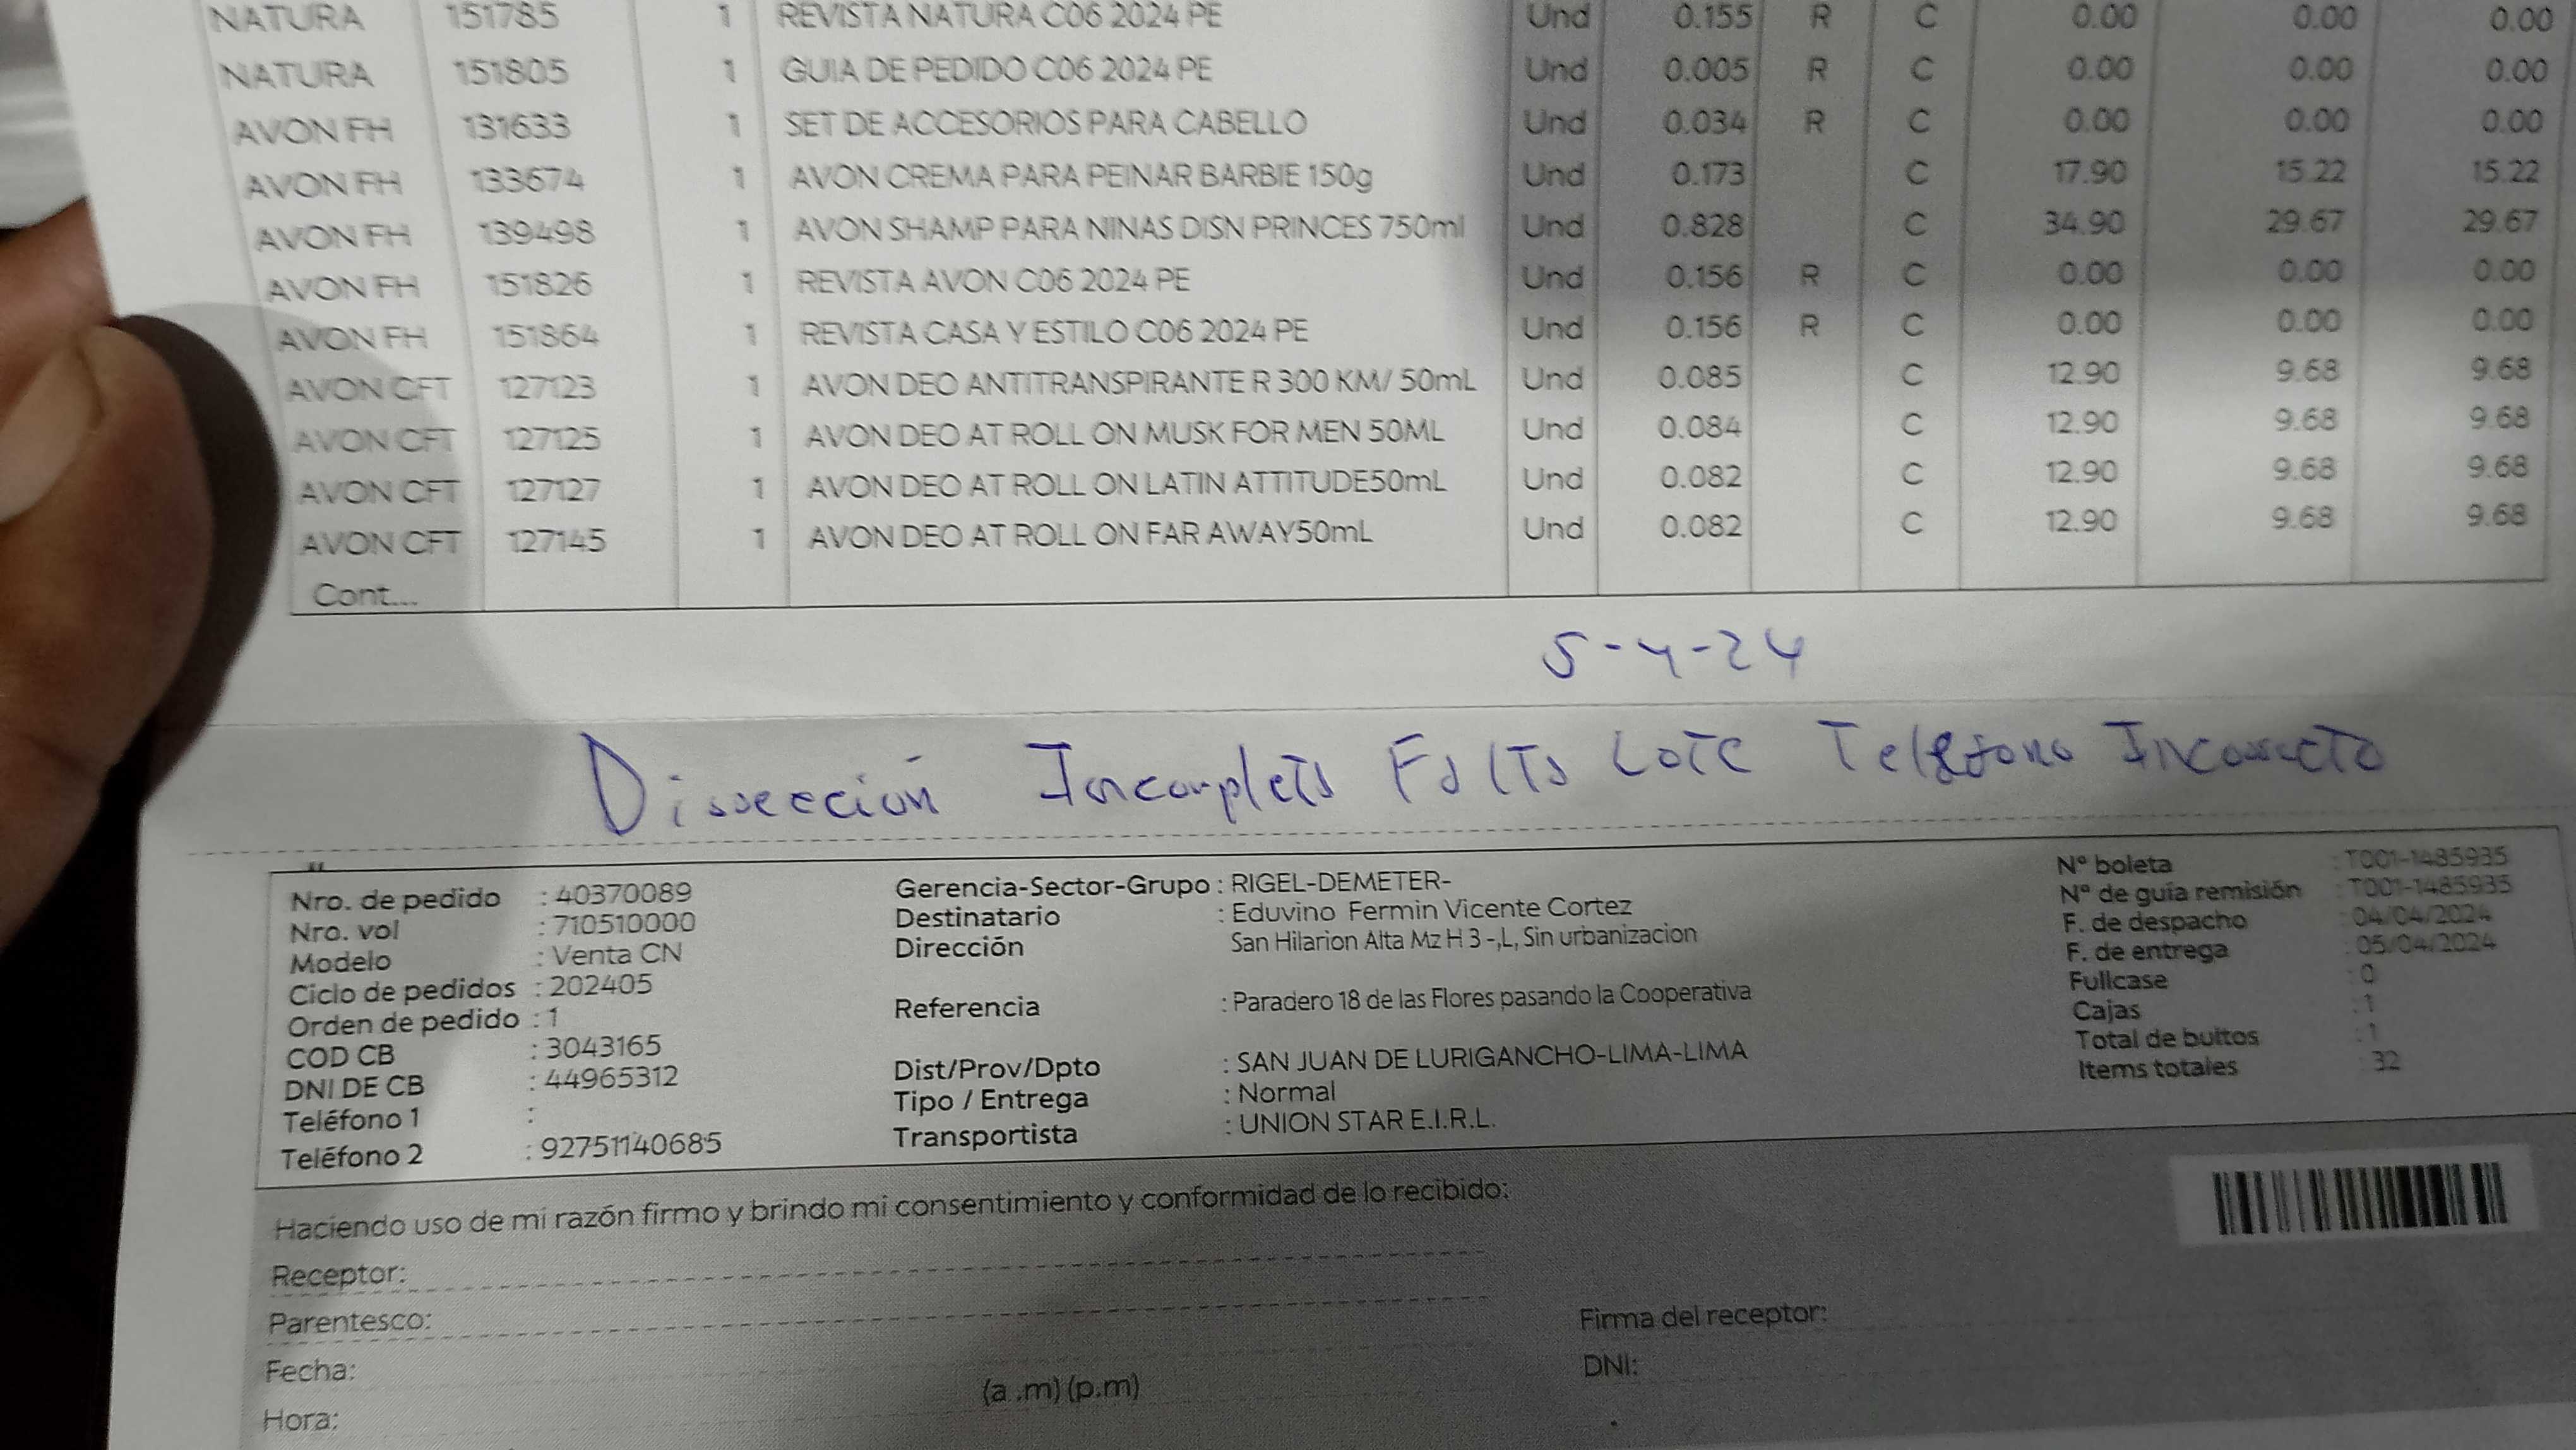 NATURA 151785 1 REVISTA NATURA C06 2024 PE Und 0.155 R C 0.00 0.00 0.00
NATURA 151805 1 GUIA DE PEDIDO C06 2024 PE Und 0.005 R C 0.00 0.00 0.00
AVON FH 131633 1 SET DE ACCESORIOS PARA CABELLO Und 0.034 R C 0.00 0.00 0.00
AVON FH 133674 1 AVON CREMA PARA PEINAR BARBIE 150g Und 0.173 C 17.90 15.22 15.22
AVON FH 139498 1 AVON SHAMP PARA NINAS DISN PRINCES 750ml Und 0.828 C 34.90 29.67 29.67
AVON FH 151826 1 REVISTA AVON C06 2024 PE Und 0.156 R C 0.00 0.00 0.00
AVON FH 151864 1 REVISTA CASA Y ESTILO C06 2024 PE Und 0.156 R C 0.00 0.00 0.00
AVON CFT 127123 1 AVON DEO ANTITRANSPIRANTE R 300 KM/ 50mL Und 0.085 C 12.90 9.68 9.68
AVON CFT 127125 1 AVON DEO AT ROLL ON MUSK FOR MEN 50ML Und 0.084 C 12.90 9.68 9.68
AVON CFT 127127 1 AVON DEO AT ROLL ON LATIN ATTITUDE50mL Und 0.082 C 12.90 9.68 9.68
AVON CFT 127145 1 AVON DEO AT ROLL ON FAR AWAY50mL Und 0.082 C 12.90 9.68 9.68
Cont...
5-4-24
Dirección Incompleta Falta Lote Telefono Incorrecto
Nro. de pedido : 40370089
Nro. vol : 710510000
Modelo : Venta CN
Ciclo de pedidos : 202405
Orden de pedido : 1
COD CB : 3043165
DNI DE CB : 44965312
Teléfono 1 :
Teléfono 2 : 92751140685
Gerencia-Sector-Grupo : RIGEL-DEMETER-
Destinatario : Eduvino Fermin Vicente Cortez
Dirección San Hilarion Alta Mz H 3 -,L, Sin urbanizacion
Referencia : Paradero 18 de las Flores pasando la Cooperativa
Dist/Prov/Dpto : SAN JUAN DE LURIGANCHO-LIMA-LIMA
Tipo / Entrega : Normal
Transportista : UNION STAR E.I.R.L.
Nº boleta : T001-1485935
Nº de guía remisión : T001-1485935
F. de despacho : 04/04/2024
F. de entrega : 05/04/2024
Fullcase : 0
Cajas : 1
Total de bultos : 1
Items totales : 32
Haciendo uso de mi razón firmo y brindo mi consentimiento y conformidad de lo recibido:
Receptor:
Parentesco:
Fecha:
Hora:
(a .m) (p.m)
Firma del receptor:
DNI: